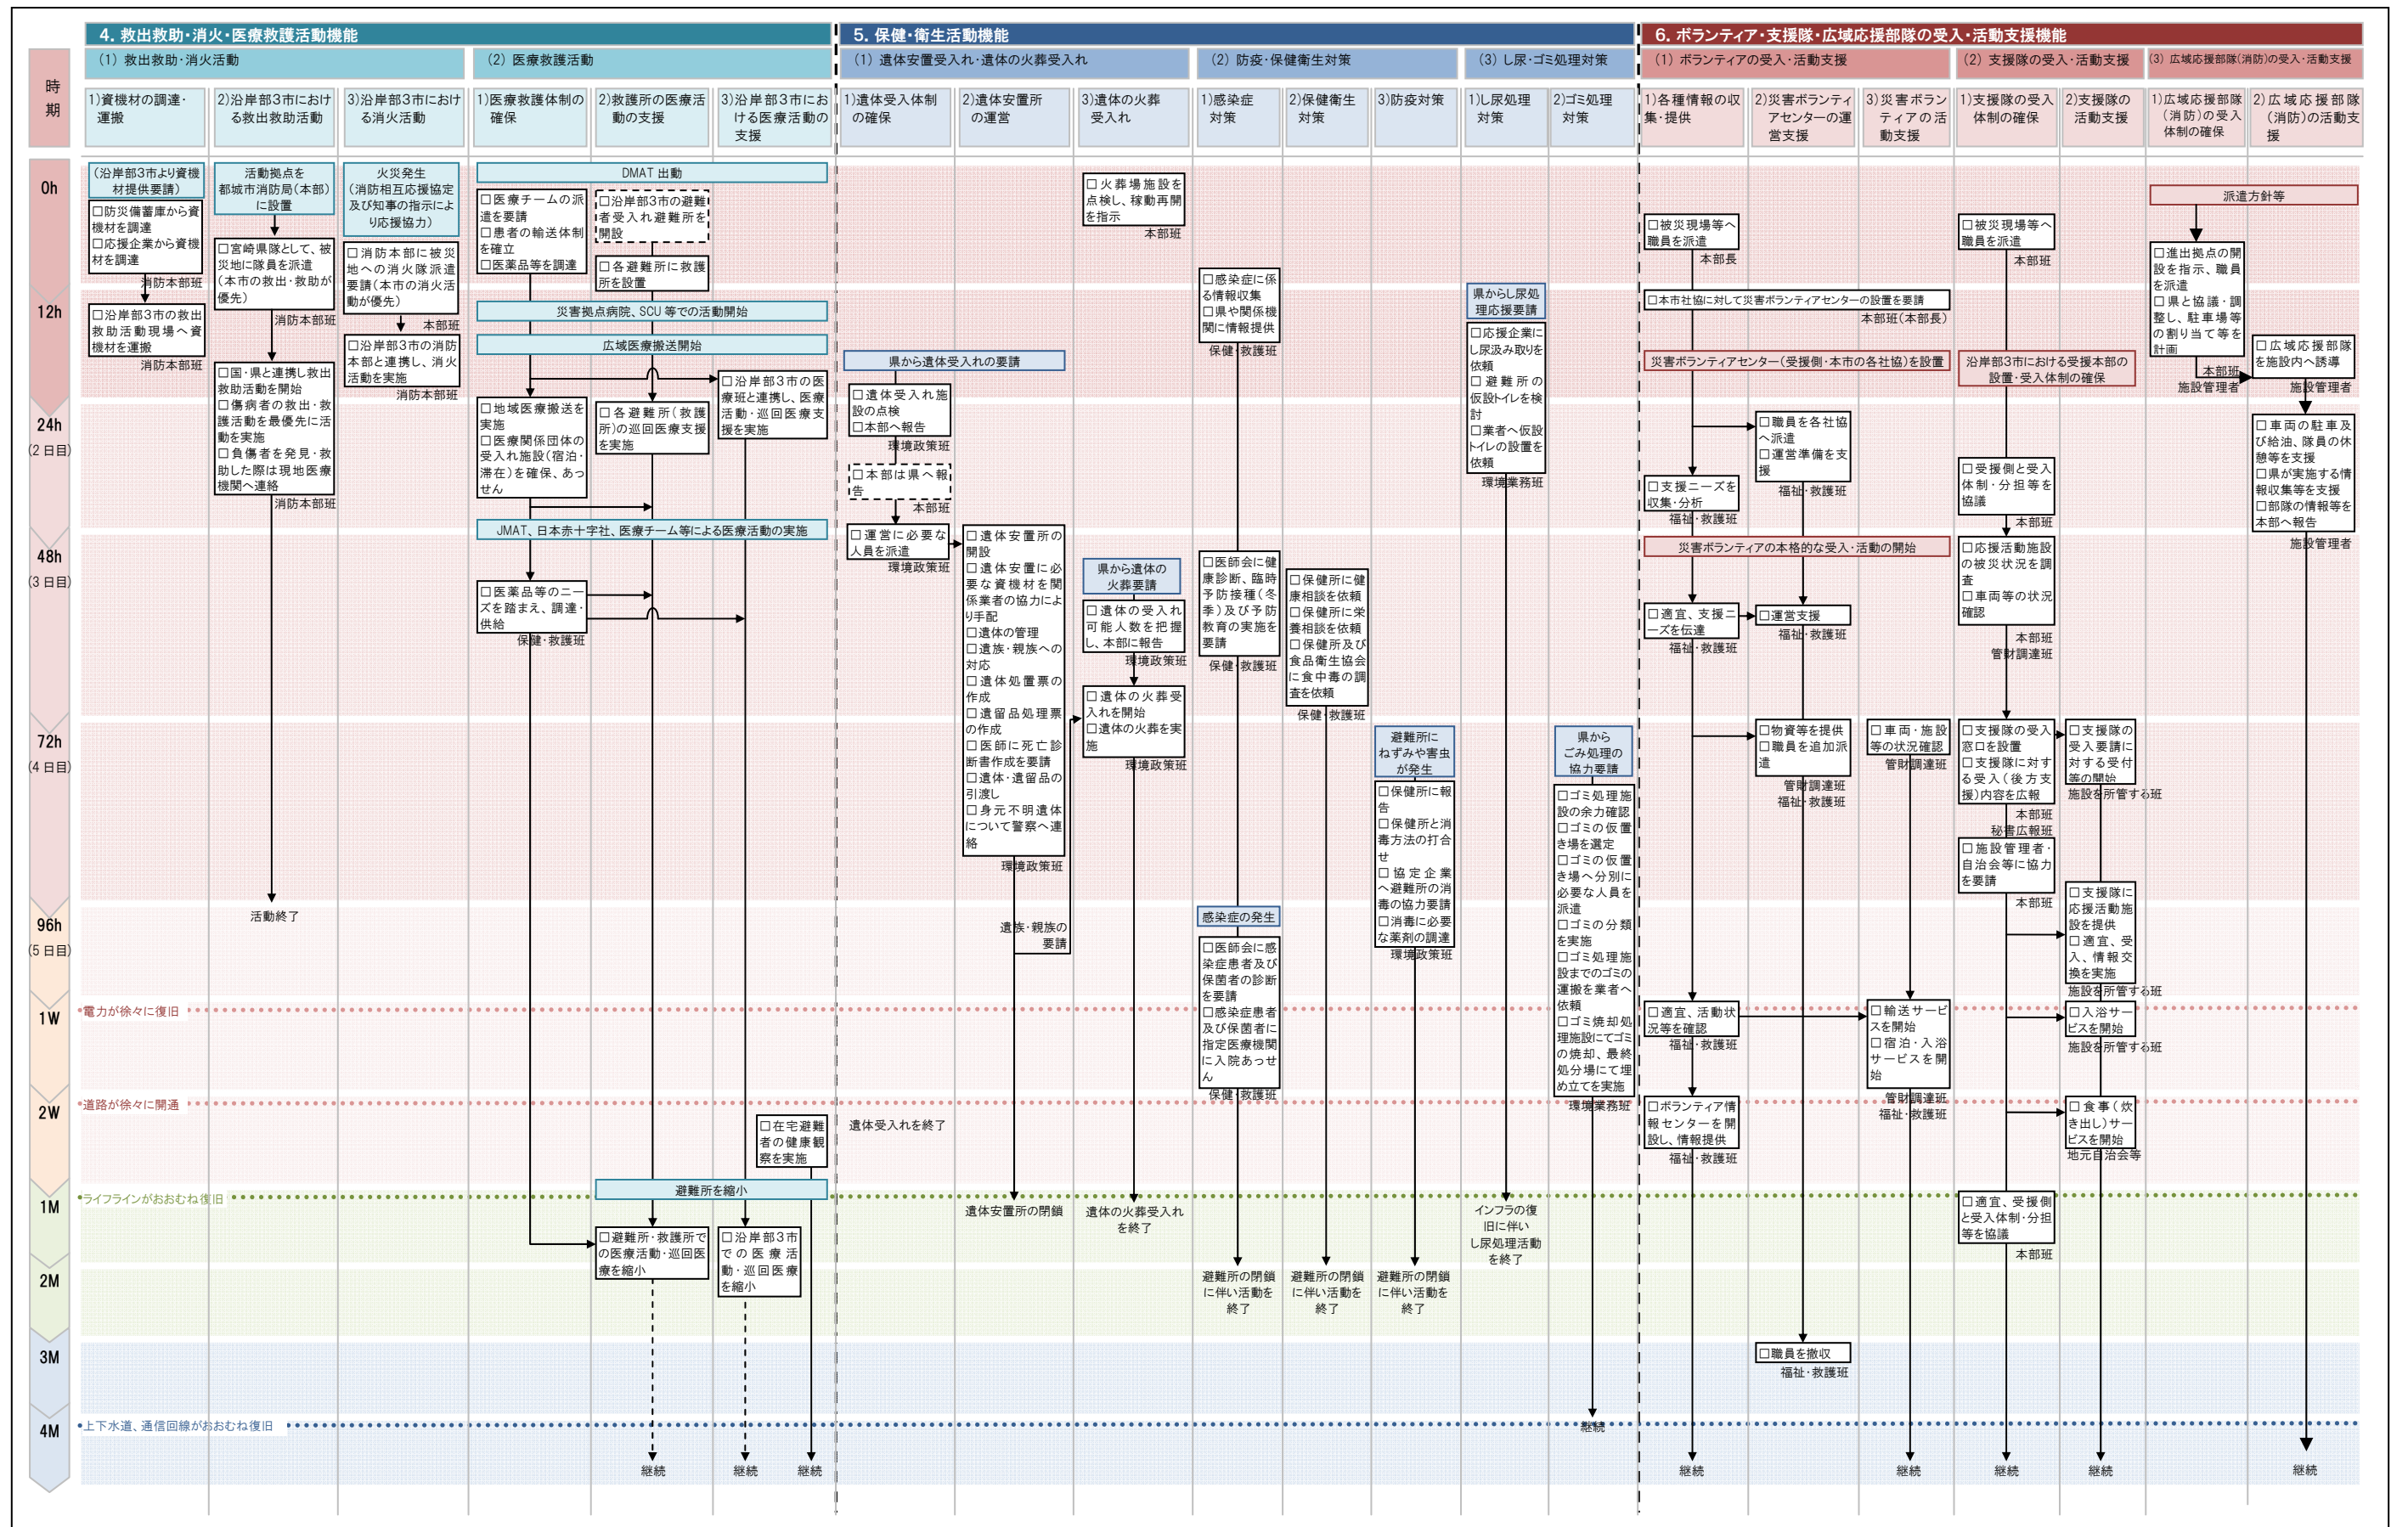 4. 救出救助・消火・医療救護活動機能
5. 保健・衛生活動機能
6. ボランティア・支援隊・広域応援部隊の受入・活動支援機能
時
期
(1) 救出救助・消火活動
(2) 医療救護活動
(1) 遺体安置受入れ・遺体の火葬受入れ
(2) 防疫・保健衛生対策
(3) し尿・ゴミ処理対策
(1) ボランティアの受入・活動支援
(2) 支援隊の受入・活動支援
(3) 広域応援部隊(消防)の受入・活動支援
1)資機材の調達・
運搬
2)沿岸部3市におけ
る救出救助活動
3)沿岸部3市におけ
る消火活動
1)医療救護体制の
確保
2)救護所の医療活
動の支援
3)沿岸部3市にお
ける医療活動の
支援
1)遺体受入体制
の確保
2)遺体安置所
の運営
3)遺体の火葬
受入れ
1)感染症
対策
2)保健衛生
対策
3)防疫対策
1)し尿処理
対策
2)ゴミ処理
対策
1)各種情報の収
集・提供
2)災害ボランティ
アセンターの運
営支援
3)災害ボラン
ティアの活
動支援
1)支援隊の受入
体制の確保
2)支援隊の
活動支援
1)広域応援部隊
(消防)の受入
体制の確保
2)広域応援部隊
(消防)の活動支
援
0h
12h
24h
(2日目)
48h
(3日目)
72h
(4日目)
96h
(5日目)
1W
2W
1M
2M
3M
4M
(沿岸部3市より資機
材提供要請)
□防災備蓄庫から資
機材を調達
□応援企業から資機
材を調達
消防本部班
□沿岸部3市の救出
救助活動現場へ資
機材を運搬
消防本部班
活動拠点を
都城市消防局(本部)
に設置
□宮崎県隊として、被
災地に隊員を派遣
(本市の救出・救助が
優先)
消防本部班
□国・県と連携し救出
救助活動を開始
□傷病者の救出・救
護活動を最優先に活
動を実施
□負傷者を発見・救
助した際は現地医療
機関へ連絡
消防本部班
活動終了
火災発生
(消防相互応援協定
及び知事の指示によ
り応援協力)
□消防本部に被災
地への消火隊派遣
要請(本市の消火活
動が優先)
本部班
□沿岸部3市の消防
本部と連携し、消火
活動を実施
消防本部班
DMAT 出動
□医療チームの派
遣を要請
□患者の輸送体制
を確立
□医薬品等を調達
□沿岸部3市の避難
者受入れ避難所を
開設
□各避難所に救護
所を設置
災害拠点病院、SCU 等での活動開始
広域医療搬送開始
□地域医療搬送を
実施
□医療関係団体の
受入れ施設(宿泊・
滞在)を確保、あっ
せん
□各避難所(救護
所)の巡回医療支援
を実施
□沿岸部3市の医
療班と連携し、医療
活動・巡回医療支
援を実施
JMAT、日本赤十字社、医療チーム等による医療活動の実施
□医薬品等のニー
ズを踏まえ、調達・
供給
保健・救護班
□在宅避難
者の健康観
察を実施
避難所を縮小
□避難所・救護所で
の医療活動・巡回医
療を縮小
□沿岸部3市
での医療活
動・巡回医療
を縮小
継続
継続
継続
県から遺体受入れの要請
□遺体受入れ施
設の点検
□本部へ報告
環境政策班
□本部は県へ報
告
本部班
□運営に必要な
人員を派遣
環境政策班
遺体受入れを終了
□遺体安置所の
開設
□遺体安置に必
要な資機材を関
係業者の協力によ
り手配
□遺体の管理
□遺族・親族への
対応
□遺体処置票の
作成
□遺留品処理票
の作成
□医師に死亡診
断書作成を要請
□遺体・遺留品の
引渡し
□身元不明遺体
について警察へ連
絡
環境政策班
遺族・親族の
要請
遺体安置所の閉鎖
□火葬場施設を
点検し、稼動再開
を指示
本部班
県から遺体の
火葬要請
□遺体の受入れ
可能人数を把握
し、本部に報告
環境政策班
□遺体の火葬受
入れを開始
□遺体の火葬を実
施
環境政策班
遺体の火葬受入れ
を終了
□感染症に係
る情報収集
□県や関係機
関に情報提供
保健・救護班
□医師会に健
康診断、臨時
予防接種(冬
季)及び予防
教育の実施を
要請
保健・救護班
感染症の発生
□医師会に感
染症患者及び
保菌者の診断
を要請
□感染症患者
及び保菌者に
指定医療機関
に入院あっせ
ん
保健・救護班
避難所の閉鎖
に伴い活動を
終了
□保健所に健
康相談を依頼
□保健所に栄
養相談を依頼
□保健所及び
食品衛生協会
に食中毒の調
査を依頼
保健・救護班
避難所の閉鎖
に伴い活動を
終了
避難所に
ねずみや害虫
が発生
□保健所に報
告
□保健所と消
毒方法の打合
せ
□協定企業
へ避難所の消
毒の協力要請
□消毒に必要
な薬剤の調達
環境政策班
避難所の閉鎖
に伴い活動を
終了
県からし尿処
理応援要請
□応援企業に
し尿汲み取りを
依頼
□避難所の
仮設トイレを検
討
□業者へ仮設
トイレの設置を
依頼
環境業務班
インフラの復
旧に伴い
し尿処理活動
を終了
県から
ごみ処理の
協力要請
□ゴミ処理施
設の余力確認
□ゴミの仮置
き場を選定
□ゴミの仮置
き場へ分別に
必要な人員を
派遣
□ゴミの分類
を実施
□ゴミ処理施
設までのゴミの
運搬を業者へ
依頼
□ゴミ焼却処
理施設にてゴミ
の焼却、最終
処分場にて埋
め立てを実施
環境業務班
継続
□被災現場等へ
職員を派遣
本部長
□本市社協に対して災害ボランティアセンターの設置を要請
本部班(本部長)
災害ボランティアセンター(受援側・本市の各社協)を設置
□職員を各社協
へ派遣
□運営準備を支
援
福祉・救護班
□支援ニーズを
収集・分析
福祉・救護班
災害ボランティアの本格的な受入・活動の開始
□適宜、支援ニ
ーズを伝達
福祉・救護班
□運営支援
福祉・救護班
□物資等を提供
□職員を追加派
遣
管財調達班
福祉・救護班
□車両・施設
等の状況確認
管財調達班
□適宜、活動状
況等を確認
福祉・救護班
□輸送サービ
スを開始
□宿泊・入浴
サービスを開
始
管財調達班
福祉・救護班
□ボランティア情
報センターを開
設し、情報提供
福祉・救護班
□職員を撤収
福祉・救護班
継続
継続
□被災現場等へ
職員を派遣
本部班
沿岸部3市における受援本部の
設置・受入体制の確保
□受援側と受入
体制・分担等を
協議
本部班
□応援活動施設
の被災状況を調
査
□車両等の状況
確認
本部班
管財調達班
□支援隊の受入
窓口を設置
□支援隊に対す
る受入(後方支
援)内容を広報
本部班
秘書広報班
□施設管理者・
自治会等に協力
を要請
本部班
□適宜、受援側
と受入体制・分担
等を協議
本部班
継続
□支援隊の
受入要請に
対する受付
等の開始
施設を所管する班
□支援隊に
応援活動施
設を提供
□適宜、受
入、情報交
換を実施
施設を所管する班
□入浴サー
ビスを開始
施設を所管する班
□食事(炊
き出し)サー
ビスを開始
地元自治会等
継続
派遣方針等
□進出拠点の開
設を指示、職員
を派遣
□県と協議・調
整し、駐車場等
の割り当て等を
計画
本部班
施設管理者
□広域応援部隊
を施設内へ誘導
施設管理者
□車両の駐車及
び給油、隊員の休
憩等を支援
□県が実施する情
報収集等を支援
□部隊の情報等を
本部へ報告
施設管理者
継続
電力が徐々に復旧
道路が徐々に開通
ライフラインがおおむね復旧
上下水道、通信回線がおおむね復旧